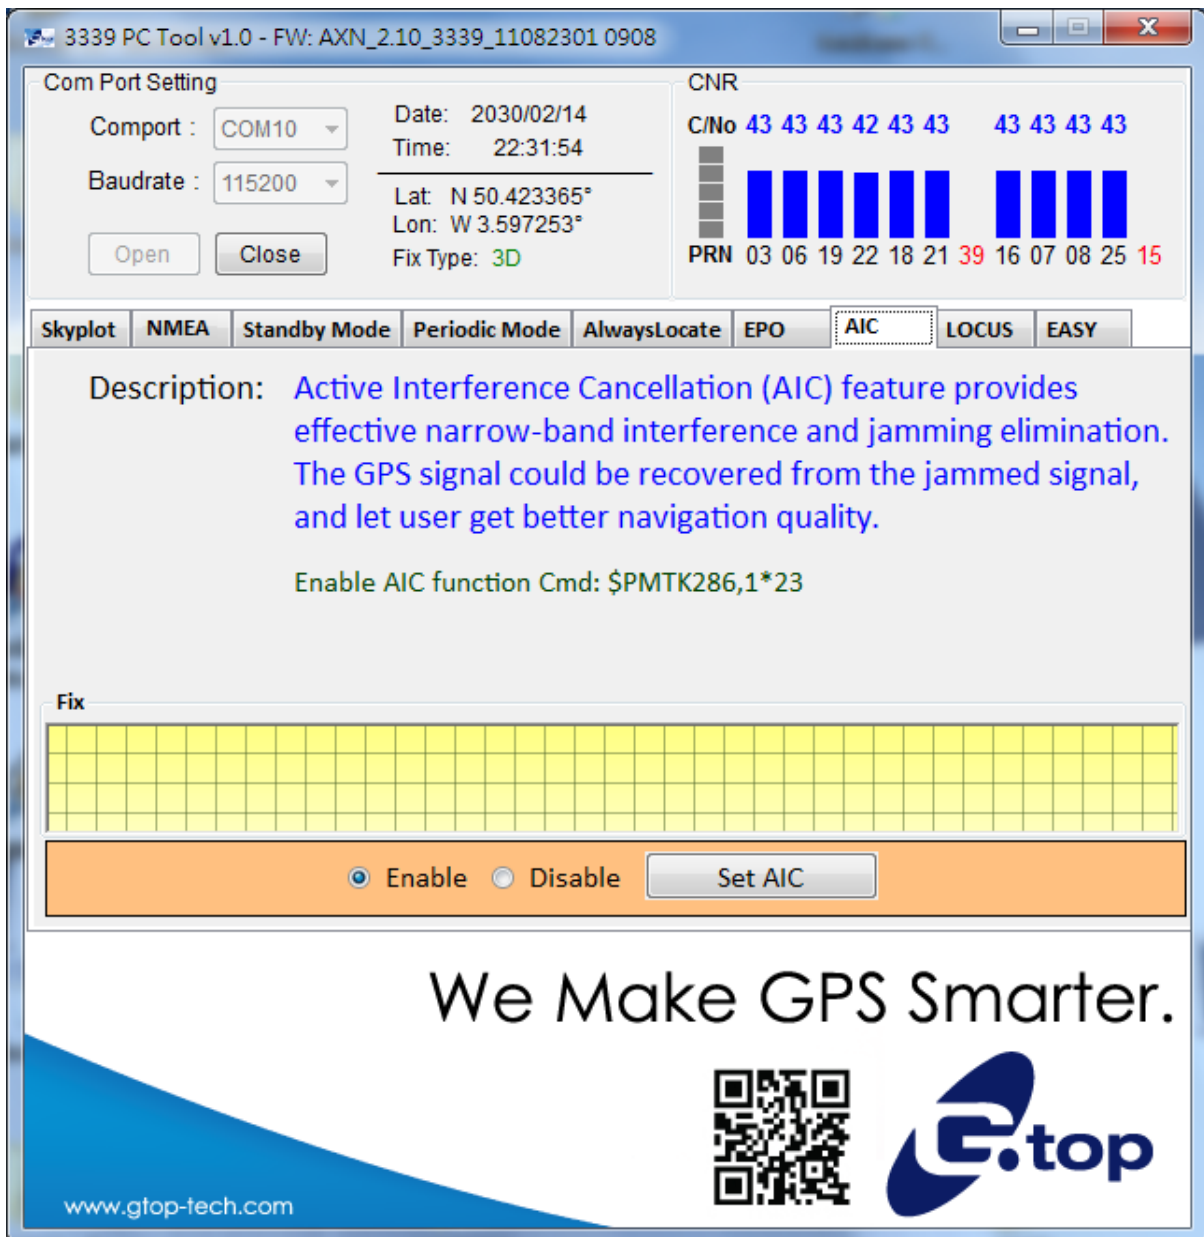 3339 PC Tool v1.0 - FW: AXN_2.10_3339_11082301 0908
Com Port Setting
Comport : COM10
Baudrate : 115200
Open Close
Date: 2030/02/14
Time: 22:31:54
Lat: N 50.423365°
Lon: W 3.597253°
Fix Type: 3D
CNR
C/No 43 43 43 42 43 43 43 43 43 43
PRN 03 06 19 22 18 21 39 16 07 08 25 15
Skyplot NMEA Standby Mode Periodic Mode AlwaysLocate EPO AIC LOCUS EASY
Description: Active Interference Cancellation (AIC) feature provides
effective narrow-band interference and jamming elimination.
The GPS signal could be recovered from the jammed signal,
and let user get better navigation quality.
Enable AIC function Cmd: $PMTK286,1*23
Fix
Enable Disable Set AIC
We Make GPS Smarter.
G.top
www.gtop-tech.com